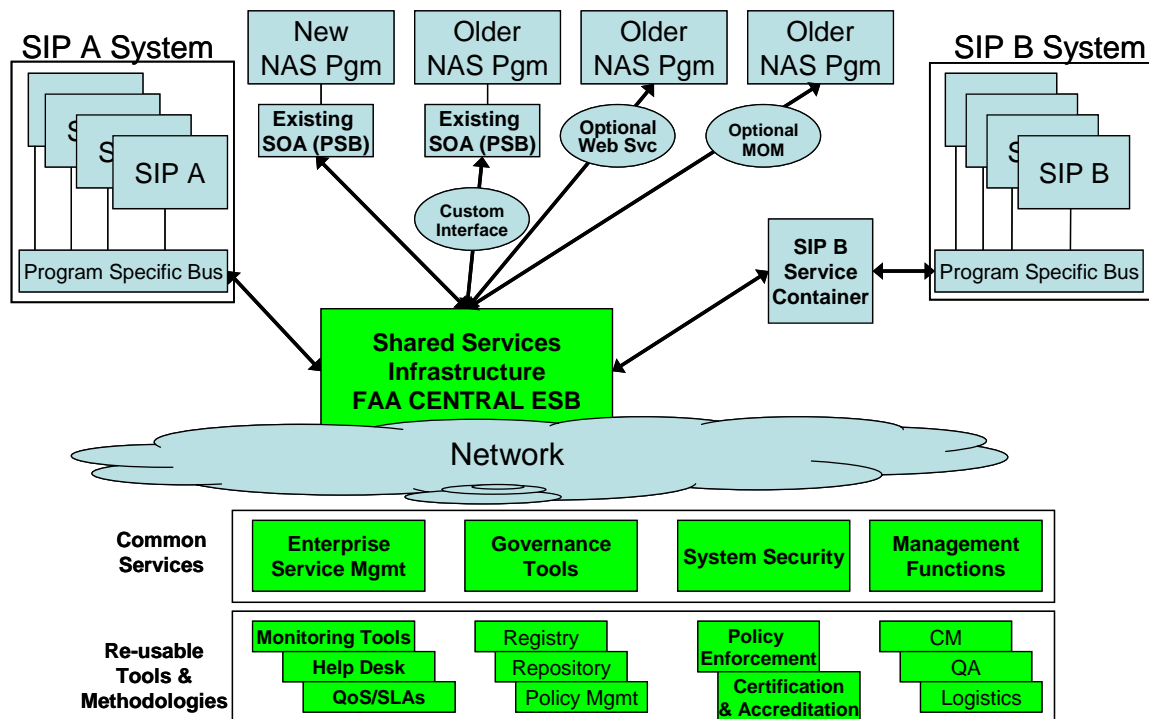 SIP A System
New
NAS Pgm
Older
NAS Pgm
Older
NAS Pgm
Older
NAS Pgm
SIP B System
S
S
S
SIP A
Program Specific Bus
Existing
SOA (PSB)
Existing
SOA (PSB)
Optional
Web Svc
Optional
MOM
Custom
Interface
S
SIP B
Program Specific Bus
SIP B
Service
Container
Shared Services
Infrastructure
FAA CENTRAL ESB
Network
Common
Services
Enterprise
Service Mgmt
Governance
Tools
System Security
Management
Functions
Re-usable
Tools &
Methodologies
Monitoring Tools
Help Desk
QoS/SLAs
Registry
Repository
Policy Mgmt
Policy
Enforcement
Certification
& Accreditation
CM
QA
Logistics